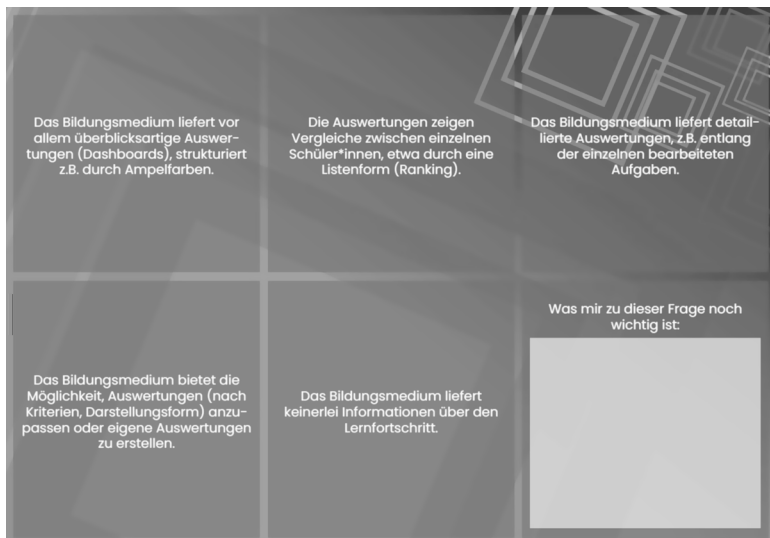 Das Bildungsmedium liefert vor
allem überblicksartige Auswer-
tungen (Dashboards), strukturiert
z.B. durch Ampelfarben.
Die Auswertungen zeigen
Vergleiche zwischen einzelnen
Schüler*innen, etwa durch eine
Listenform (Ranking).
Das Bildungsmedium liefert detail-
lierte Auswertungen, z.B. entlang
der einzelnen bearbeiteten
Aufgaben.
Das Bildungsmedium bietet die
Möglichkeit, Auswertungen (nach
Kriterien, Darstellungsform) anzu-
passen oder eigene Auswertungen
zu erstellen.
Das Bildungsmedium liefert
keinerlei Informationen über den
Lernfortschritt.
Was mir zu dieser Frage noch
wichtig ist: